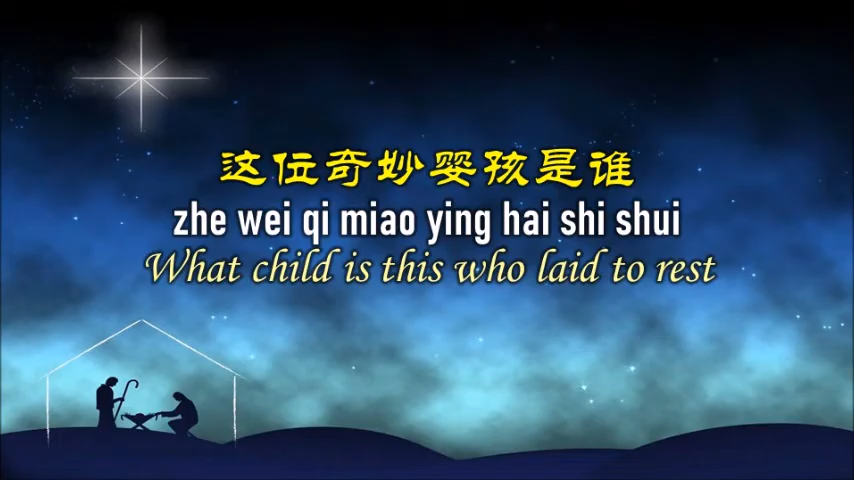 这位奇妙婴孩是谁
zhe wei qi miao ying hai shi shui
What child is this who laid to rest